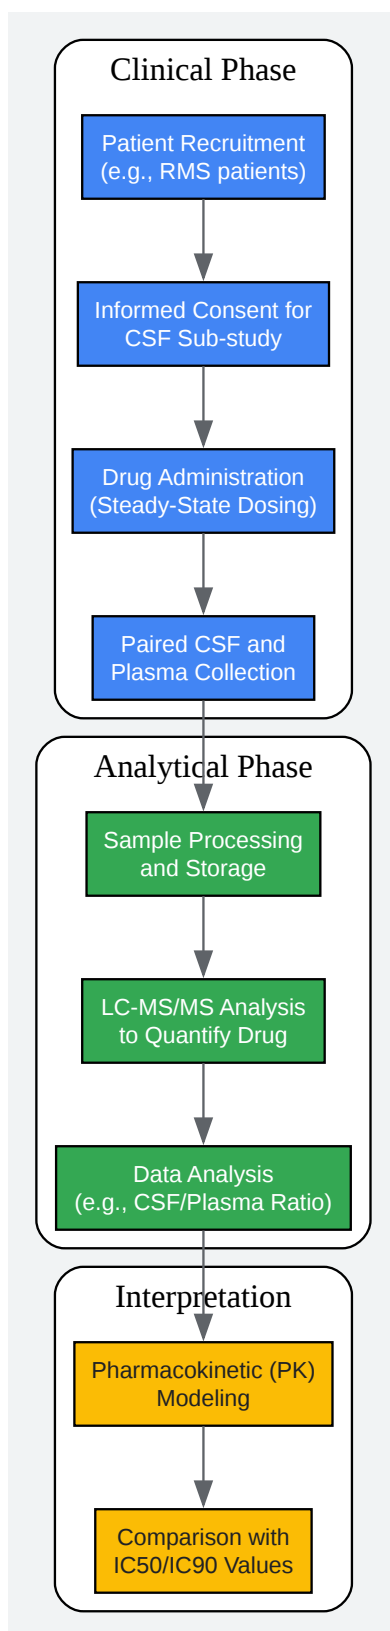 Clinical Phase
Patient Recruitment
(e.g., RMS patients)
Informed Consent for
CSF Sub-study
Drug Administration
(Steady-State Dosing)
Paired CSF and
Plasma Collection
Analytical Phase
Sample Processing
and Storage
LC-MS/MS Analysis
to Quantify Drug
Data Analysis
(e.g., CSF/Plasma Ratio)
Interpretation
Pharmacokinetic (PK)
Modeling
Comparison with
IC50/IC90 Values